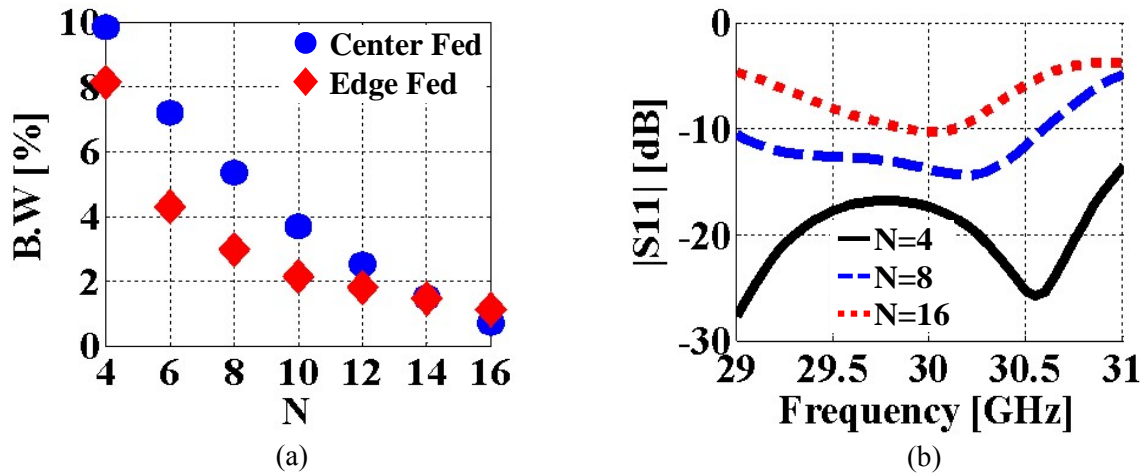 10
8
6
4
2
0
B.W [%]
Center Fed
Edge Fed
4 6 8 10 12 14 16
N
(a)
0
-10
-20
-30
|S11| [dB]
N=4
N=8
N=16
29 29.5 30 30.5 31
Frequency [GHz]
(b)